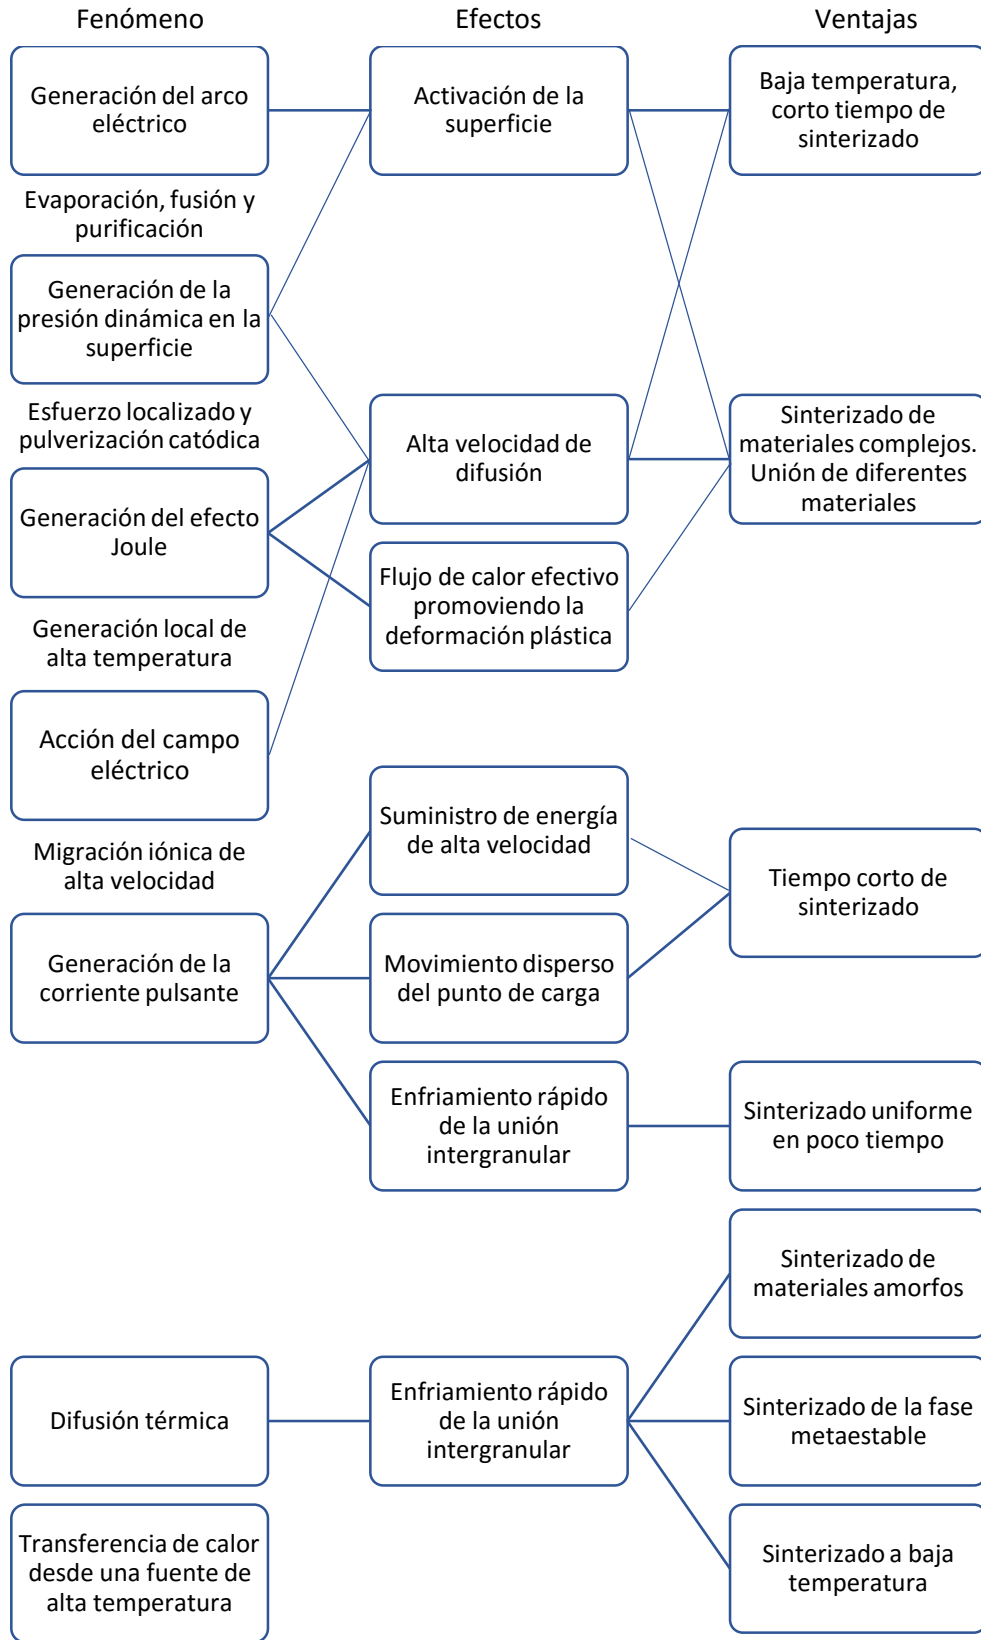 Fenómeno
Efectos
Ventajas
Generación del arco
eléctrico
Activación de la
superficie
Baja temperatura,
corto tiempo de
sinterizado
Evaporación, fusión y
purificación
Generación de la
presión dinámica en la
superficie
Esfuerzo localizado y
pulverización catódica
Alta velocidad de
difusión
Sinterizado de
materiales complejos.
Unión de diferentes
materiales
Generación del efecto
Joule
Flujo de calor efectivo
promoviendo la
deformación plástica
Generación local de
alta temperatura
Acción del campo
eléctrico
Suministro de energía
de alta velocidad
Migración iónica de
alta velocidad
Tiempo corto de
sinterizado
Generación de la
corriente pulsante
Movimiento disperso
del punto de carga
Enfriamiento rápido
de la unión
intergranular
Sinterizado uniforme
en poco tiempo
Sinterizado de
materiales amorfos
Difusión térmica
Enfriamiento rápido
de la unión
intergranular
Sinterizado de la fase
metaestable
Transferencia de calor
desde una fuente de
alta temperatura
Sinterizado a baja
temperatura